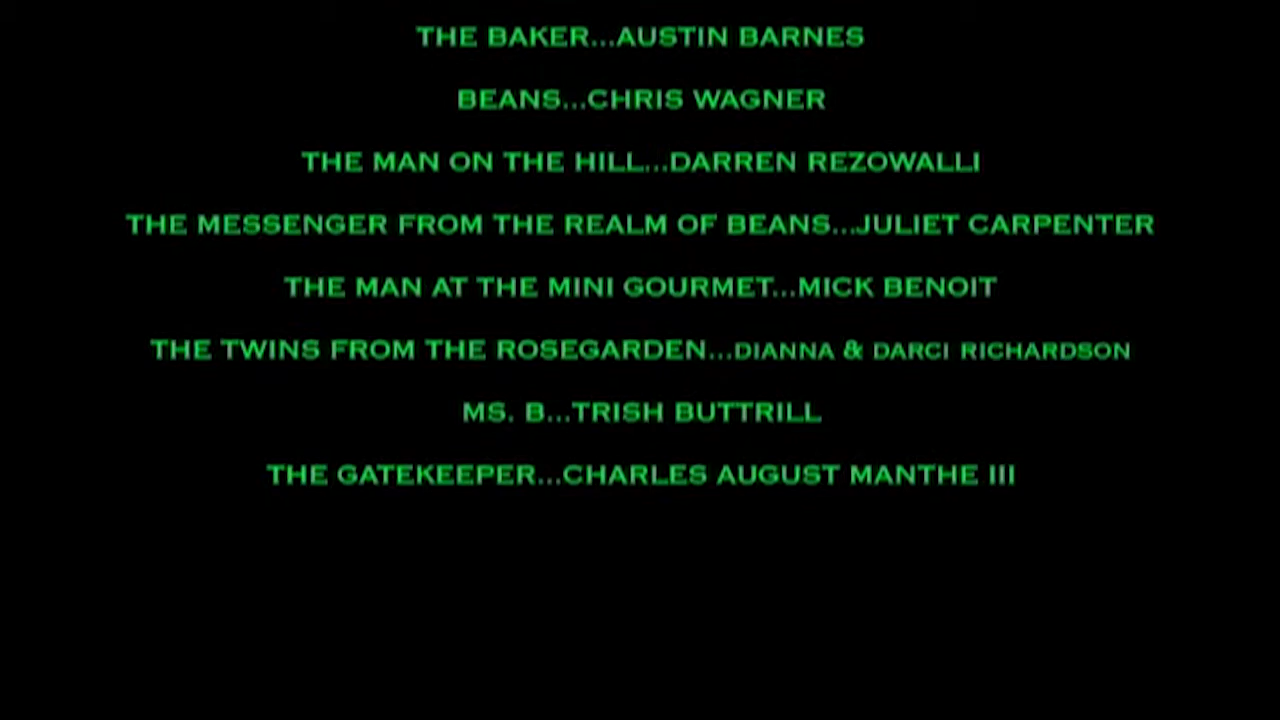 THE BAKER...AUSTIN BARNES
BEANS...CHRIS WAGNER
THE MAN ON THE HILL...DARREN REZOWALLI
THE MESSENGER FROM THE REALM OF BEANS...JULIET CARPENTER
THE MAN AT THE MINI GOURMET...MICK BENOIT
THE TWINS FROM THE ROSEGARDEN...DIANNA & DARCI RICHARDSON
MS. B...TRISH BUTTRILL
THE GATEKEEPER...CHARLES AUGUST MANTHE III